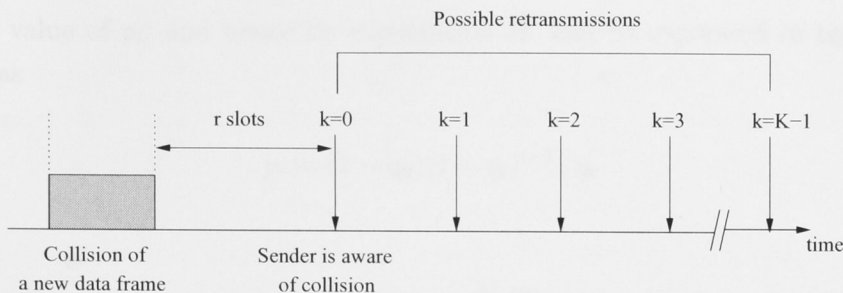 Possible retransmissions
r slots
k=0
k=1
k=2
k=3
k=K−1
time
Collision of
a new data frame
Sender is aware
of collision